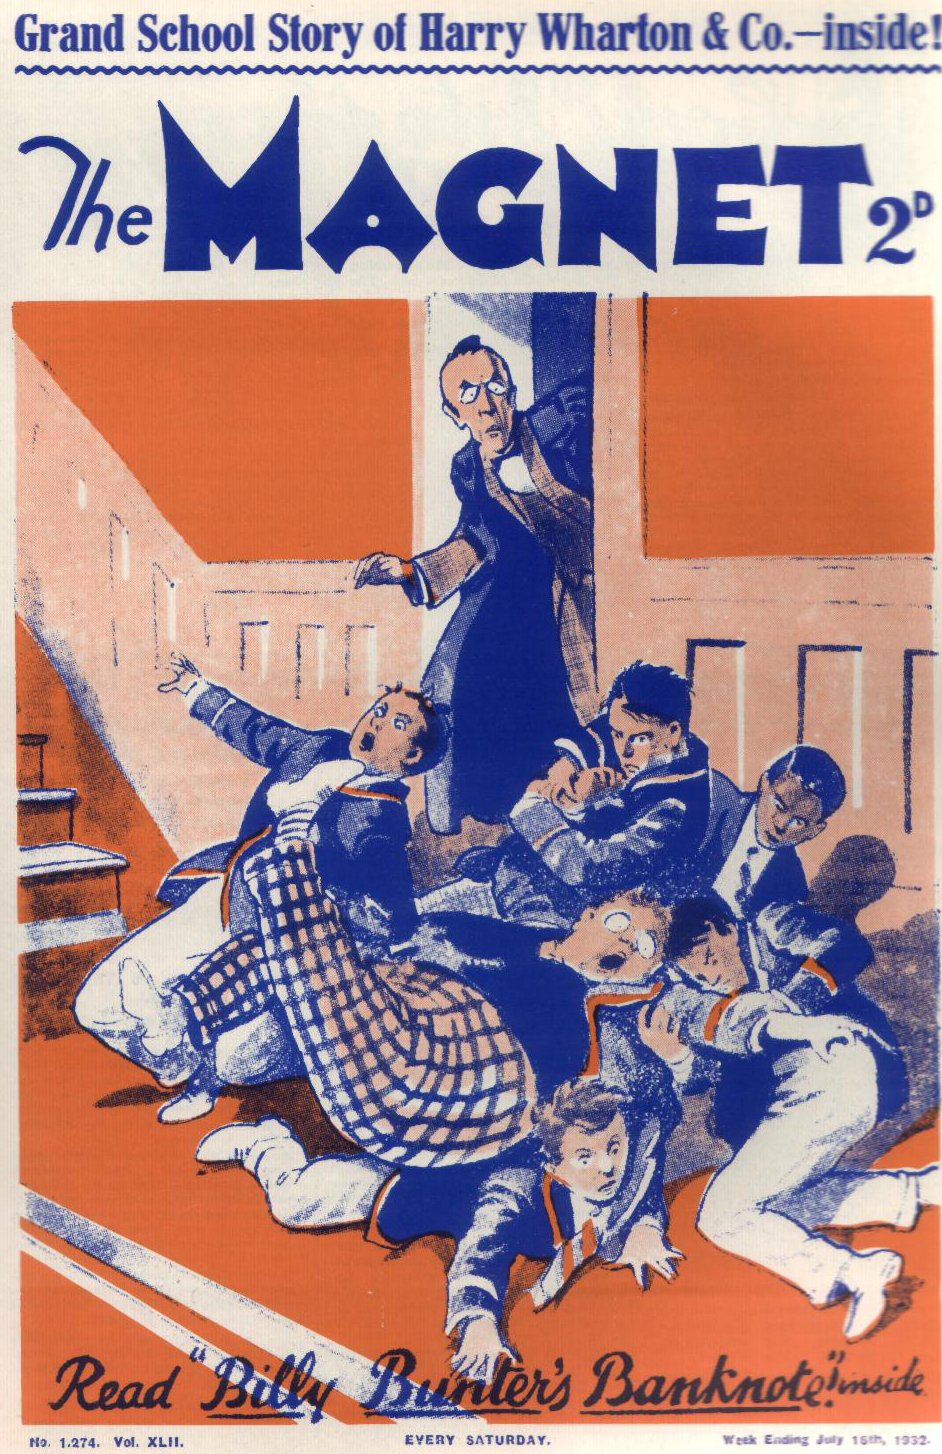 Grand School Story of Harry Wharton & Co.—inside!
The MAGNET 2D
Read "Billy Bunter's Banknote," inside.
No. 1,274. Vol. XLII. EVERY SATURDAY. Week Ending July 16th, 1932.